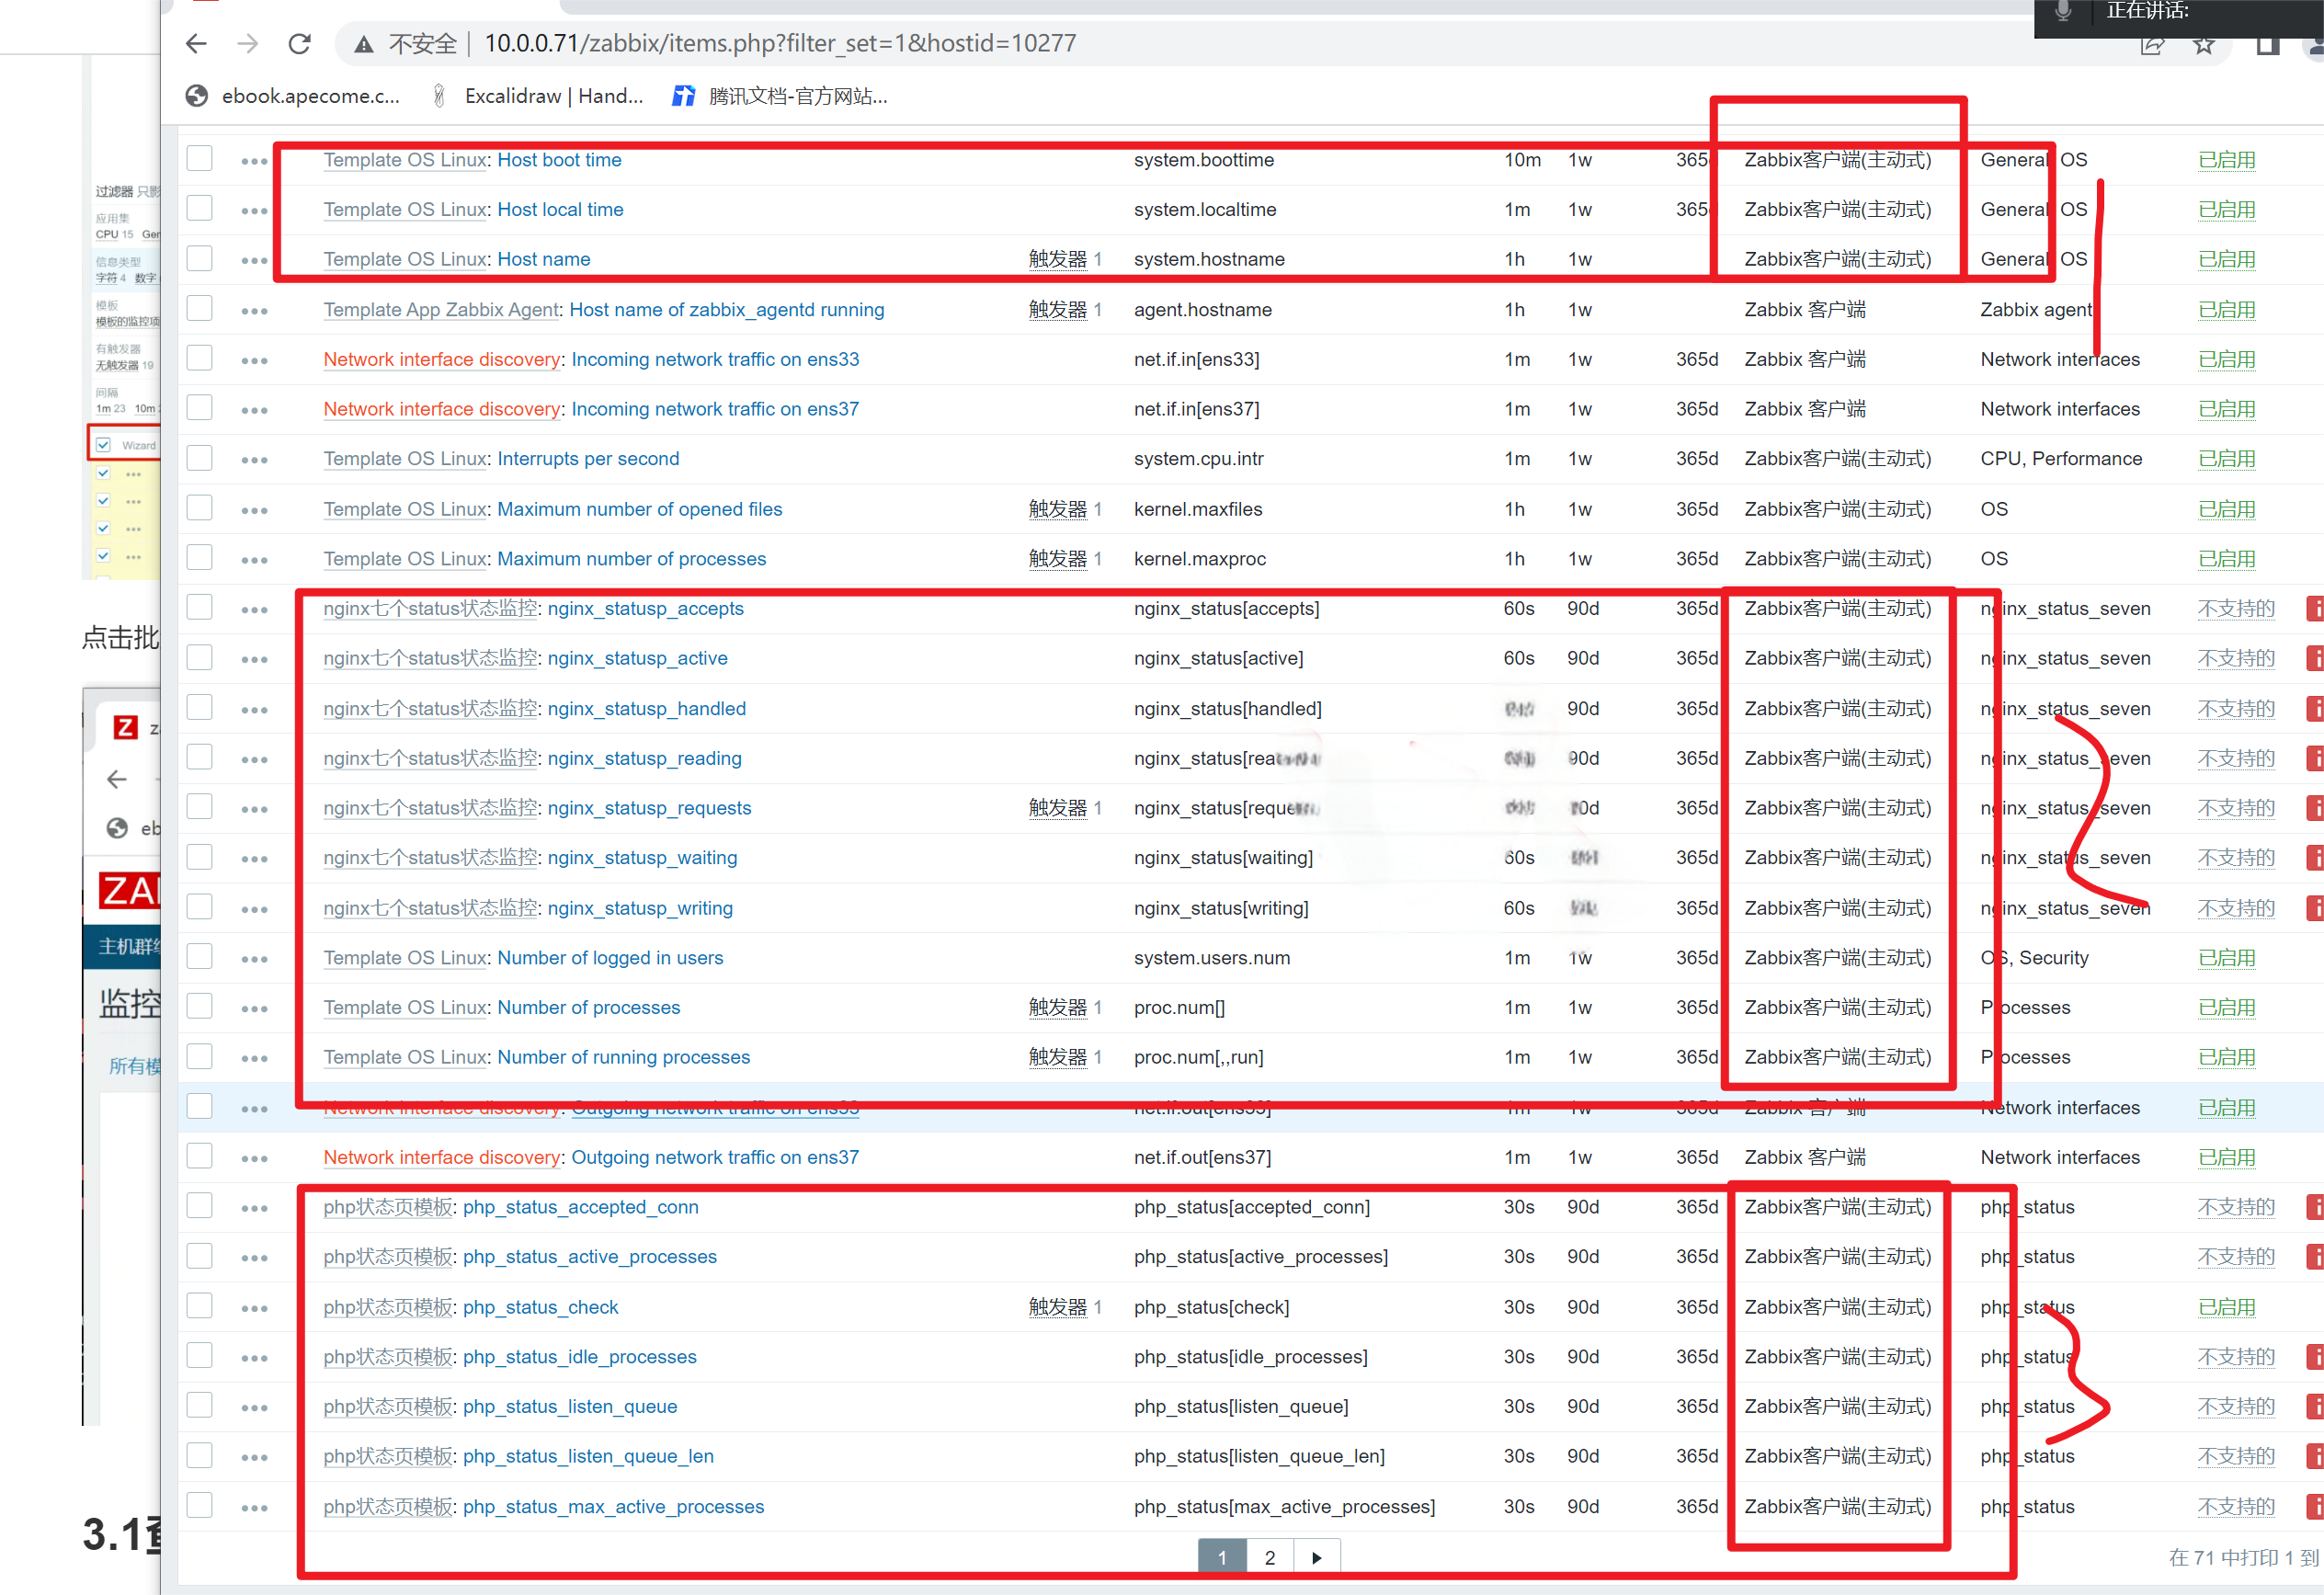 正在讲话:
不安全 10.0.0.71/zabbix/items.php?filter_set=1&hostid=10277
ebook.apecome.c... Excalidraw | Hand... 腾讯文档-官方网站...
过滤器 只影
应用集
CPU 15 Gen
信息类型
字符 4 数字
模板
模板的监控项
有触发器
无触发器 19
间隔
1m 23 10m
Wizard
点击批
eb
ZAB
主机群组
监控
所有模
3.1
Template OS Linux: Host boot time system.boottime 10m 1w 365d Zabbix客户端(主动式) General, OS 已启用
Template OS Linux: Host local time system.localtime 1m 1w 365d Zabbix客户端(主动式) General, OS 已启用
Template OS Linux: Host name 触发器 1 system.hostname 1h 1w Zabbix客户端(主动式) General, OS 已启用
Template App Zabbix Agent: Host name of zabbix_agentd running 触发器 1 agent.hostname 1h 1w Zabbix 客户端 Zabbix agent 已启用
Network interface discovery: Incoming network traffic on ens33 net.if.in[ens33] 1m 1w 365d Zabbix 客户端 Network interfaces 已启用
Network interface discovery: Incoming network traffic on ens37 net.if.in[ens37] 1m 1w 365d Zabbix 客户端 Network interfaces 已启用
Template OS Linux: Interrupts per second system.cpu.intr 1m 1w 365d Zabbix客户端(主动式) CPU, Performance 已启用
Template OS Linux: Maximum number of opened files 触发器 1 kernel.maxfiles 1h 1w 365d Zabbix客户端(主动式) OS 已启用
Template OS Linux: Maximum number of processes 触发器 1 kernel.maxproc 1h 1w 365d Zabbix客户端(主动式) OS 已启用
nginx七个status状态监控: nginx_statusp_accepts nginx_status[accepts] 60s 90d 365d Zabbix客户端(主动式) nginx_status_seven 不支持的 i
nginx七个status状态监控: nginx_statusp_active nginx_status[active] 60s 90d 365d Zabbix客户端(主动式) nginx_status_seven 不支持的 i
nginx七个status状态监控: nginx_statusp_handled nginx_status[handled] 90d 365d Zabbix客户端(主动式) nginx_status_seven 不支持的 i
nginx七个status状态监控: nginx_statusp_reading nginx_status[rea 90d 365d Zabbix客户端(主动式) nginx_status_seven 不支持的 i
nginx七个status状态监控: nginx_statusp_requests 触发器 1 nginx_status[reque 0d 365d Zabbix客户端(主动式) nginx_status_seven 不支持的 i
nginx七个status状态监控: nginx_statusp_waiting nginx_status[waiting] 60s 365d Zabbix客户端(主动式) nginx_status_seven 不支持的 i
nginx七个status状态监控: nginx_statusp_writing nginx_status[writing] 60s 365d Zabbix客户端(主动式) nginx_status_seven 不支持的 i
Template OS Linux: Number of logged in users system.users.num 1m 1w 365d Zabbix客户端(主动式) OS, Security 已启用
Template OS Linux: Number of processes 触发器 1 proc.num[] 1m 1w 365d Zabbix客户端(主动式) Processes 已启用
Template OS Linux: Number of running processes 触发器 1 proc.num[,,run] 1m 1w 365d Zabbix客户端(主动式) Processes 已启用
Network interface discovery: Outgoing network traffic on ens33 net.if.out[ens33] 1m 1w 365d Zabbix 客户端 Network interfaces 已启用
Network interface discovery: Outgoing network traffic on ens37 net.if.out[ens37] 1m 1w 365d Zabbix 客户端 Network interfaces 已启用
php状态页模板: php_status_accepted_conn php_status[accepted_conn] 30s 90d 365d Zabbix客户端(主动式) php_status 不支持的 i
php状态页模板: php_status_active_processes php_status[active_processes] 30s 90d 365d Zabbix客户端(主动式) php_status 不支持的 i
php状态页模板: php_status_check 触发器 1 php_status[check] 30s 90d 365d Zabbix客户端(主动式) php_status 已启用
php状态页模板: php_status_idle_processes php_status[idle_processes] 30s 90d 365d Zabbix客户端(主动式) php_status 不支持的 i
php状态页模板: php_status_listen_queue php_status[listen_queue] 30s 90d 365d Zabbix客户端(主动式) php_status 不支持的 i
php状态页模板: php_status_listen_queue_len php_status[listen_queue_len] 30s 90d 365d Zabbix客户端(主动式) php_status 不支持的 i
php状态页模板: php_status_max_active_processes php_status[max_active_processes] 30s 90d 365d Zabbix客户端(主动式) php_status 不支持的 i
1 2
在 71 中打印 1 到